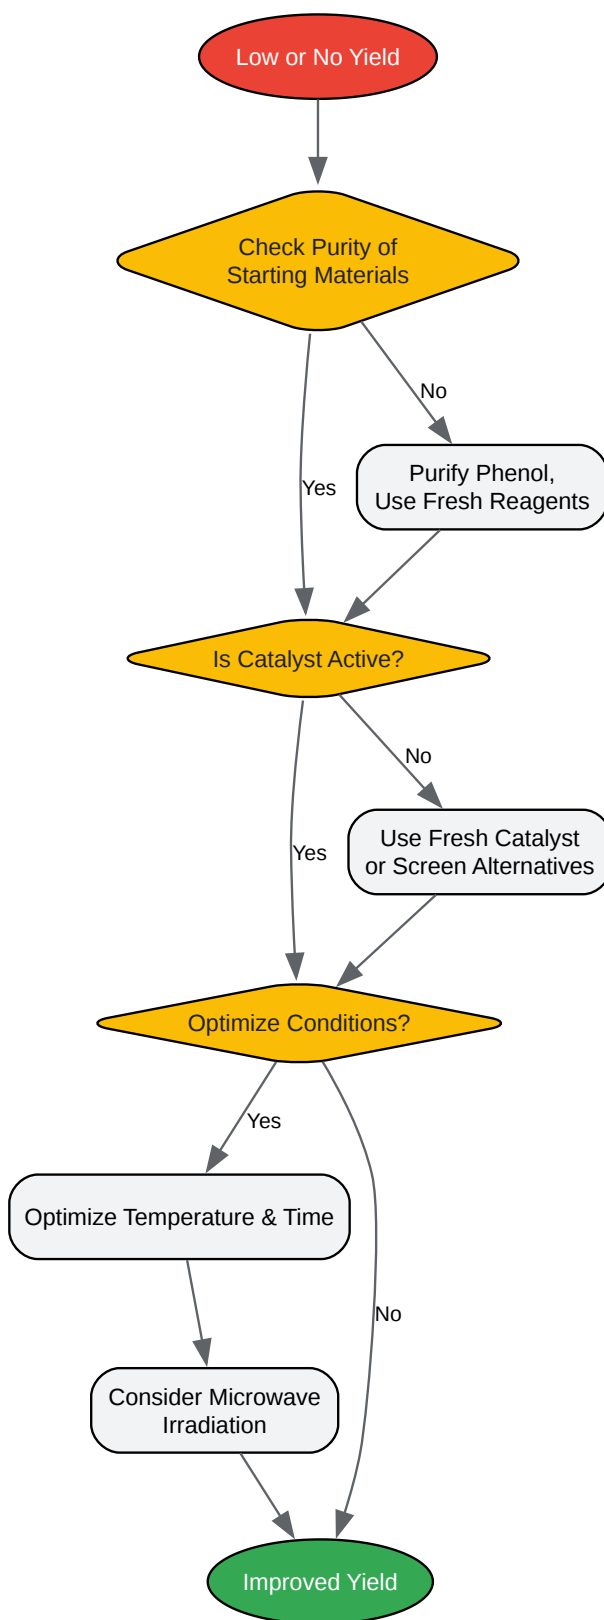 Low or No Yield
Check Purity of
Starting Materials
No
Yes
Purify Phenol,
Use Fresh Reagents
Is Catalyst Active?
No
Yes
Use Fresh Catalyst
or Screen Alternatives
Optimize Conditions?
Yes
Optimize Temperature & Time
No
Consider Microwave
Irradiation
Improved Yield